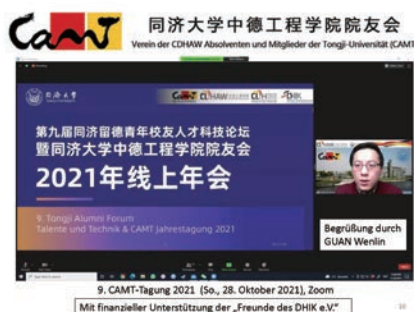 CAMT
同济大学中德工程学院院友会
Verein der CDHAW Absolventen und Mitglieder der Tongji-Universität (CAMT)
同济大学
CAMT CDHAW CDH DHIK
第九届同济留德青年校友人才科技论坛
暨同济大学中德工程学院院友会
2021年线上年会
9. Tongji Alumni Forum
Talente und Technik & CAMT Jahrestagung 2021
Begrüßung durch
GUAN Wenlin
9. CAMT-Tagung 2021 (So., 28. Oktober 2021), Zoom
Mit finanzieller Unterstützung der „Freunde des DHIK e.V."